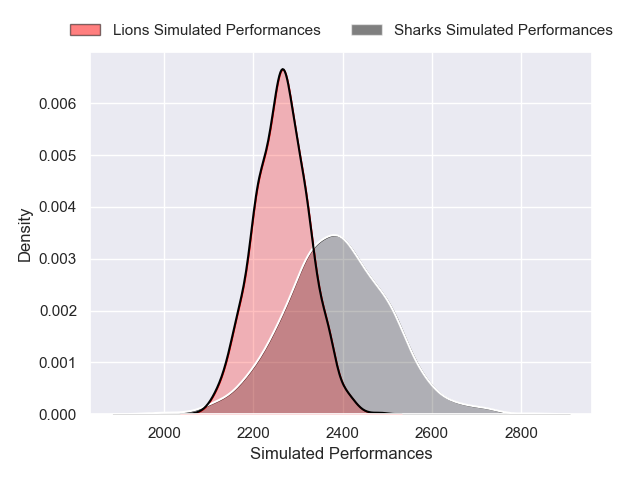 Lions Simulated Performances
Sharks Simulated Performances
0.006
0.005
0.004
0.003
0.002
0.001
0.000
Density
2000 2200 2400 2600 2800
Simulated Performances